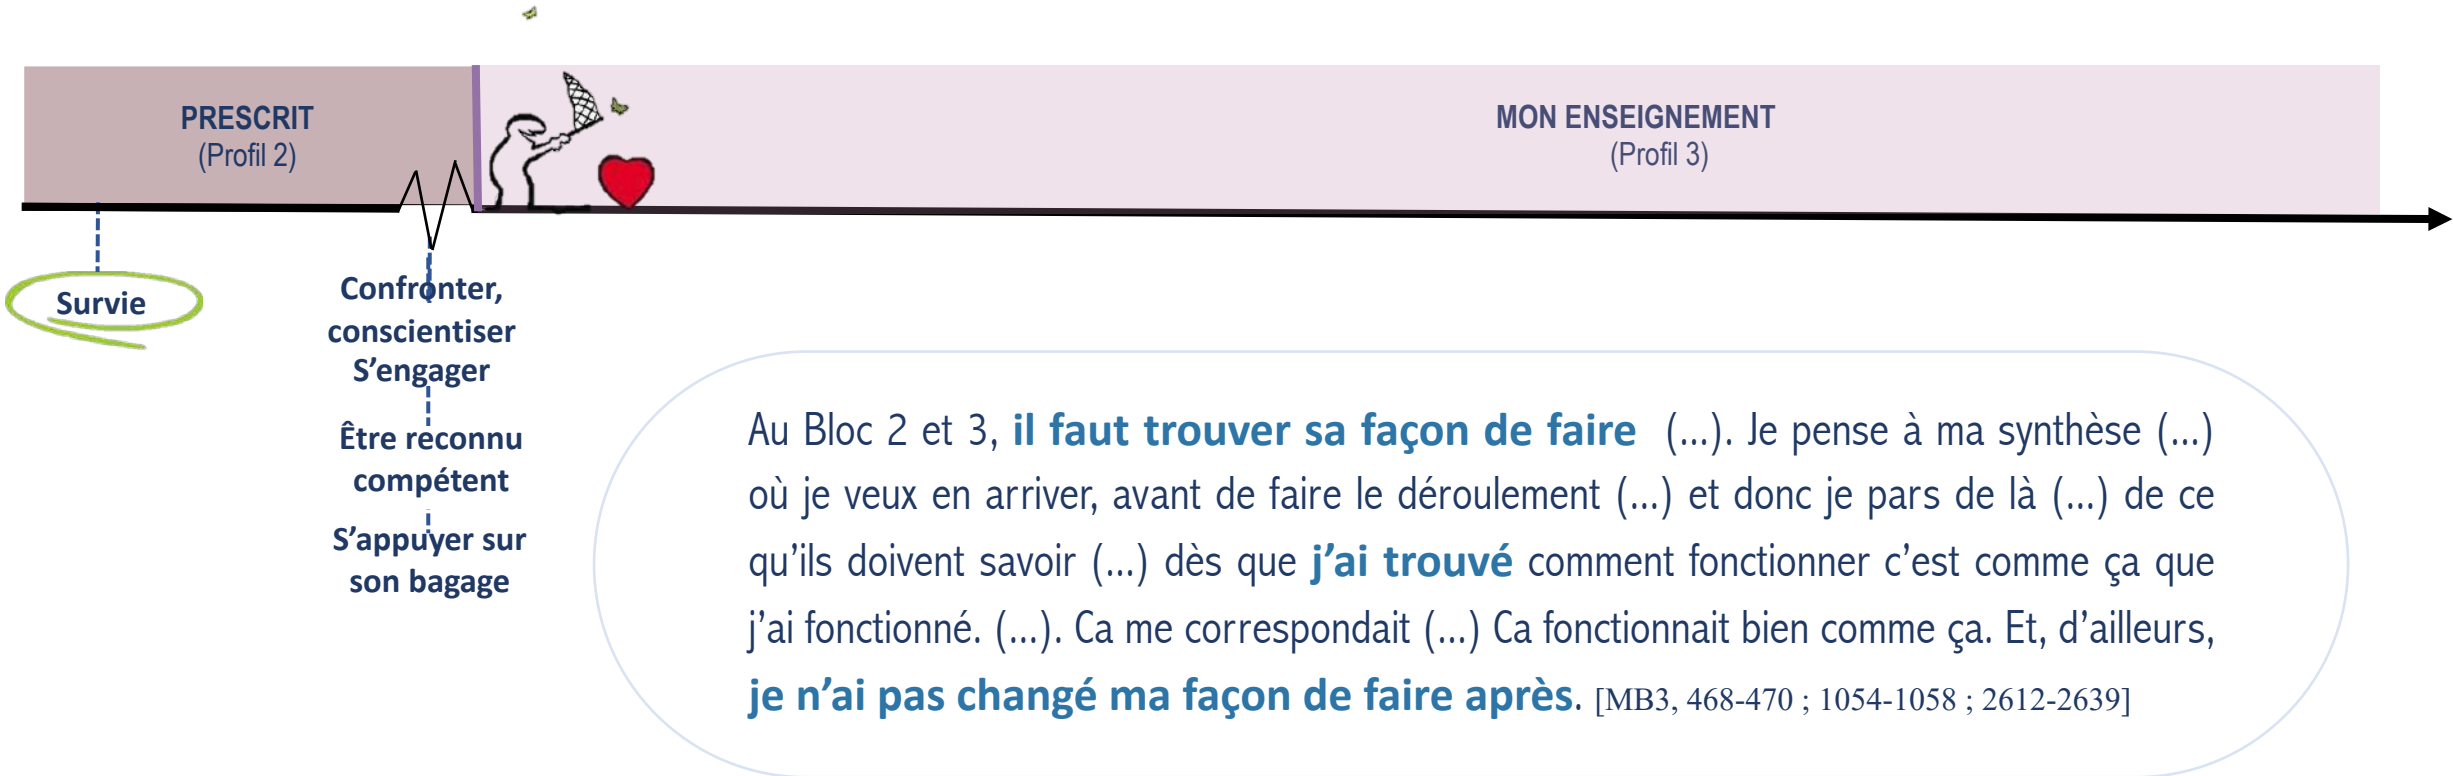 PRESCRIT
(Profil 2)
MON ENSEIGNEMENT
(Profil 3)
Survie
Confronter,
conscientiser
S’engager
Être reconnu
compétent
S’appuyer sur
son bagage
Au Bloc 2 et 3, il faut trouver sa façon de faire (...). Je pense à ma synthèse (...)
où je veux en arriver, avant de faire le déroulement (...) et donc je pars de là (...) de ce
qu’ils doivent savoir (...) dès que j’ai trouvé comment fonctionner c’est comme ça que
j’ai fonctionné. (...). Ca me correspondait (...) Ca fonctionnait bien comme ça. Et, d’ailleurs,
je n’ai pas changé ma façon de faire après. [MB3, 468-470 ; 1054-1058 ; 2612-2639]